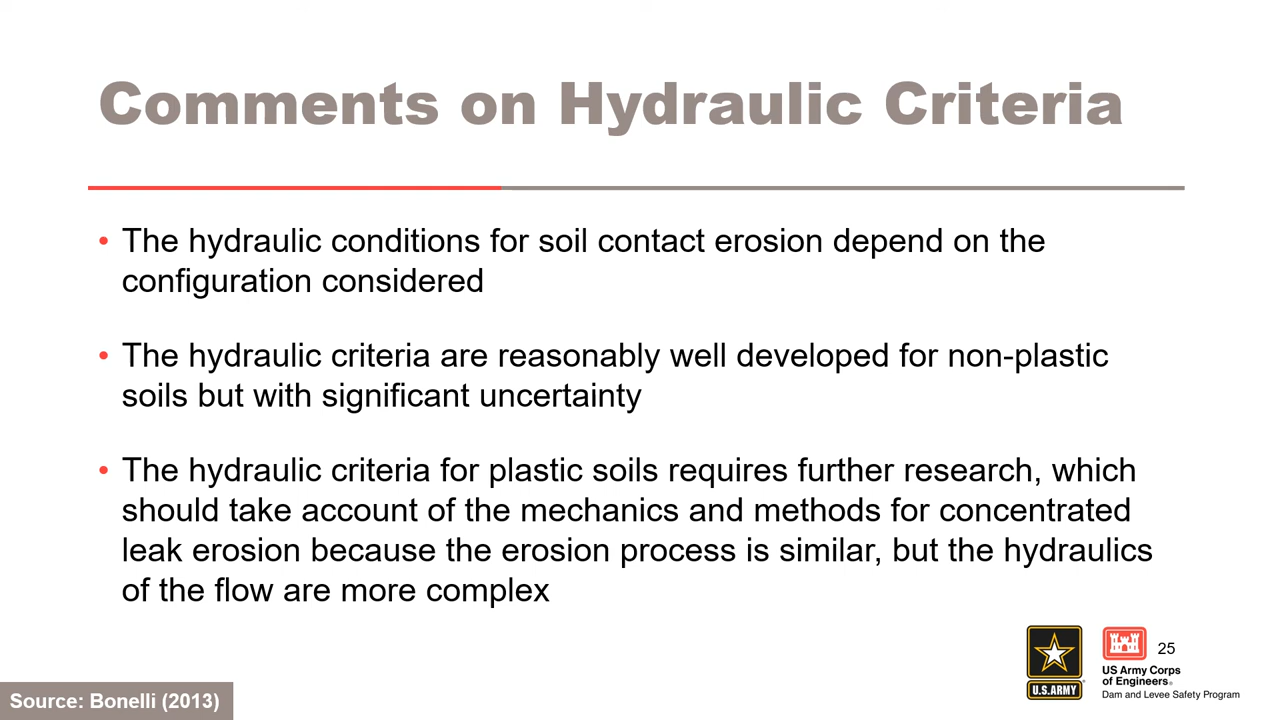 Comments on Hydraulic Criteria
• The hydraulic conditions for soil contact erosion depend on the
configuration considered
• The hydraulic criteria are reasonably well developed for non-plastic
soils but with significant uncertainty
• The hydraulic criteria for plastic soils requires further research, which
should take account of the mechanics and methods for concentrated
leak erosion because the erosion process is similar, but the hydraulics
of the flow are more complex
U.S.ARMY
25
US Army Corps
of Engineers®
Dam and Levee Safety Program
Source: Bonelli (2013)